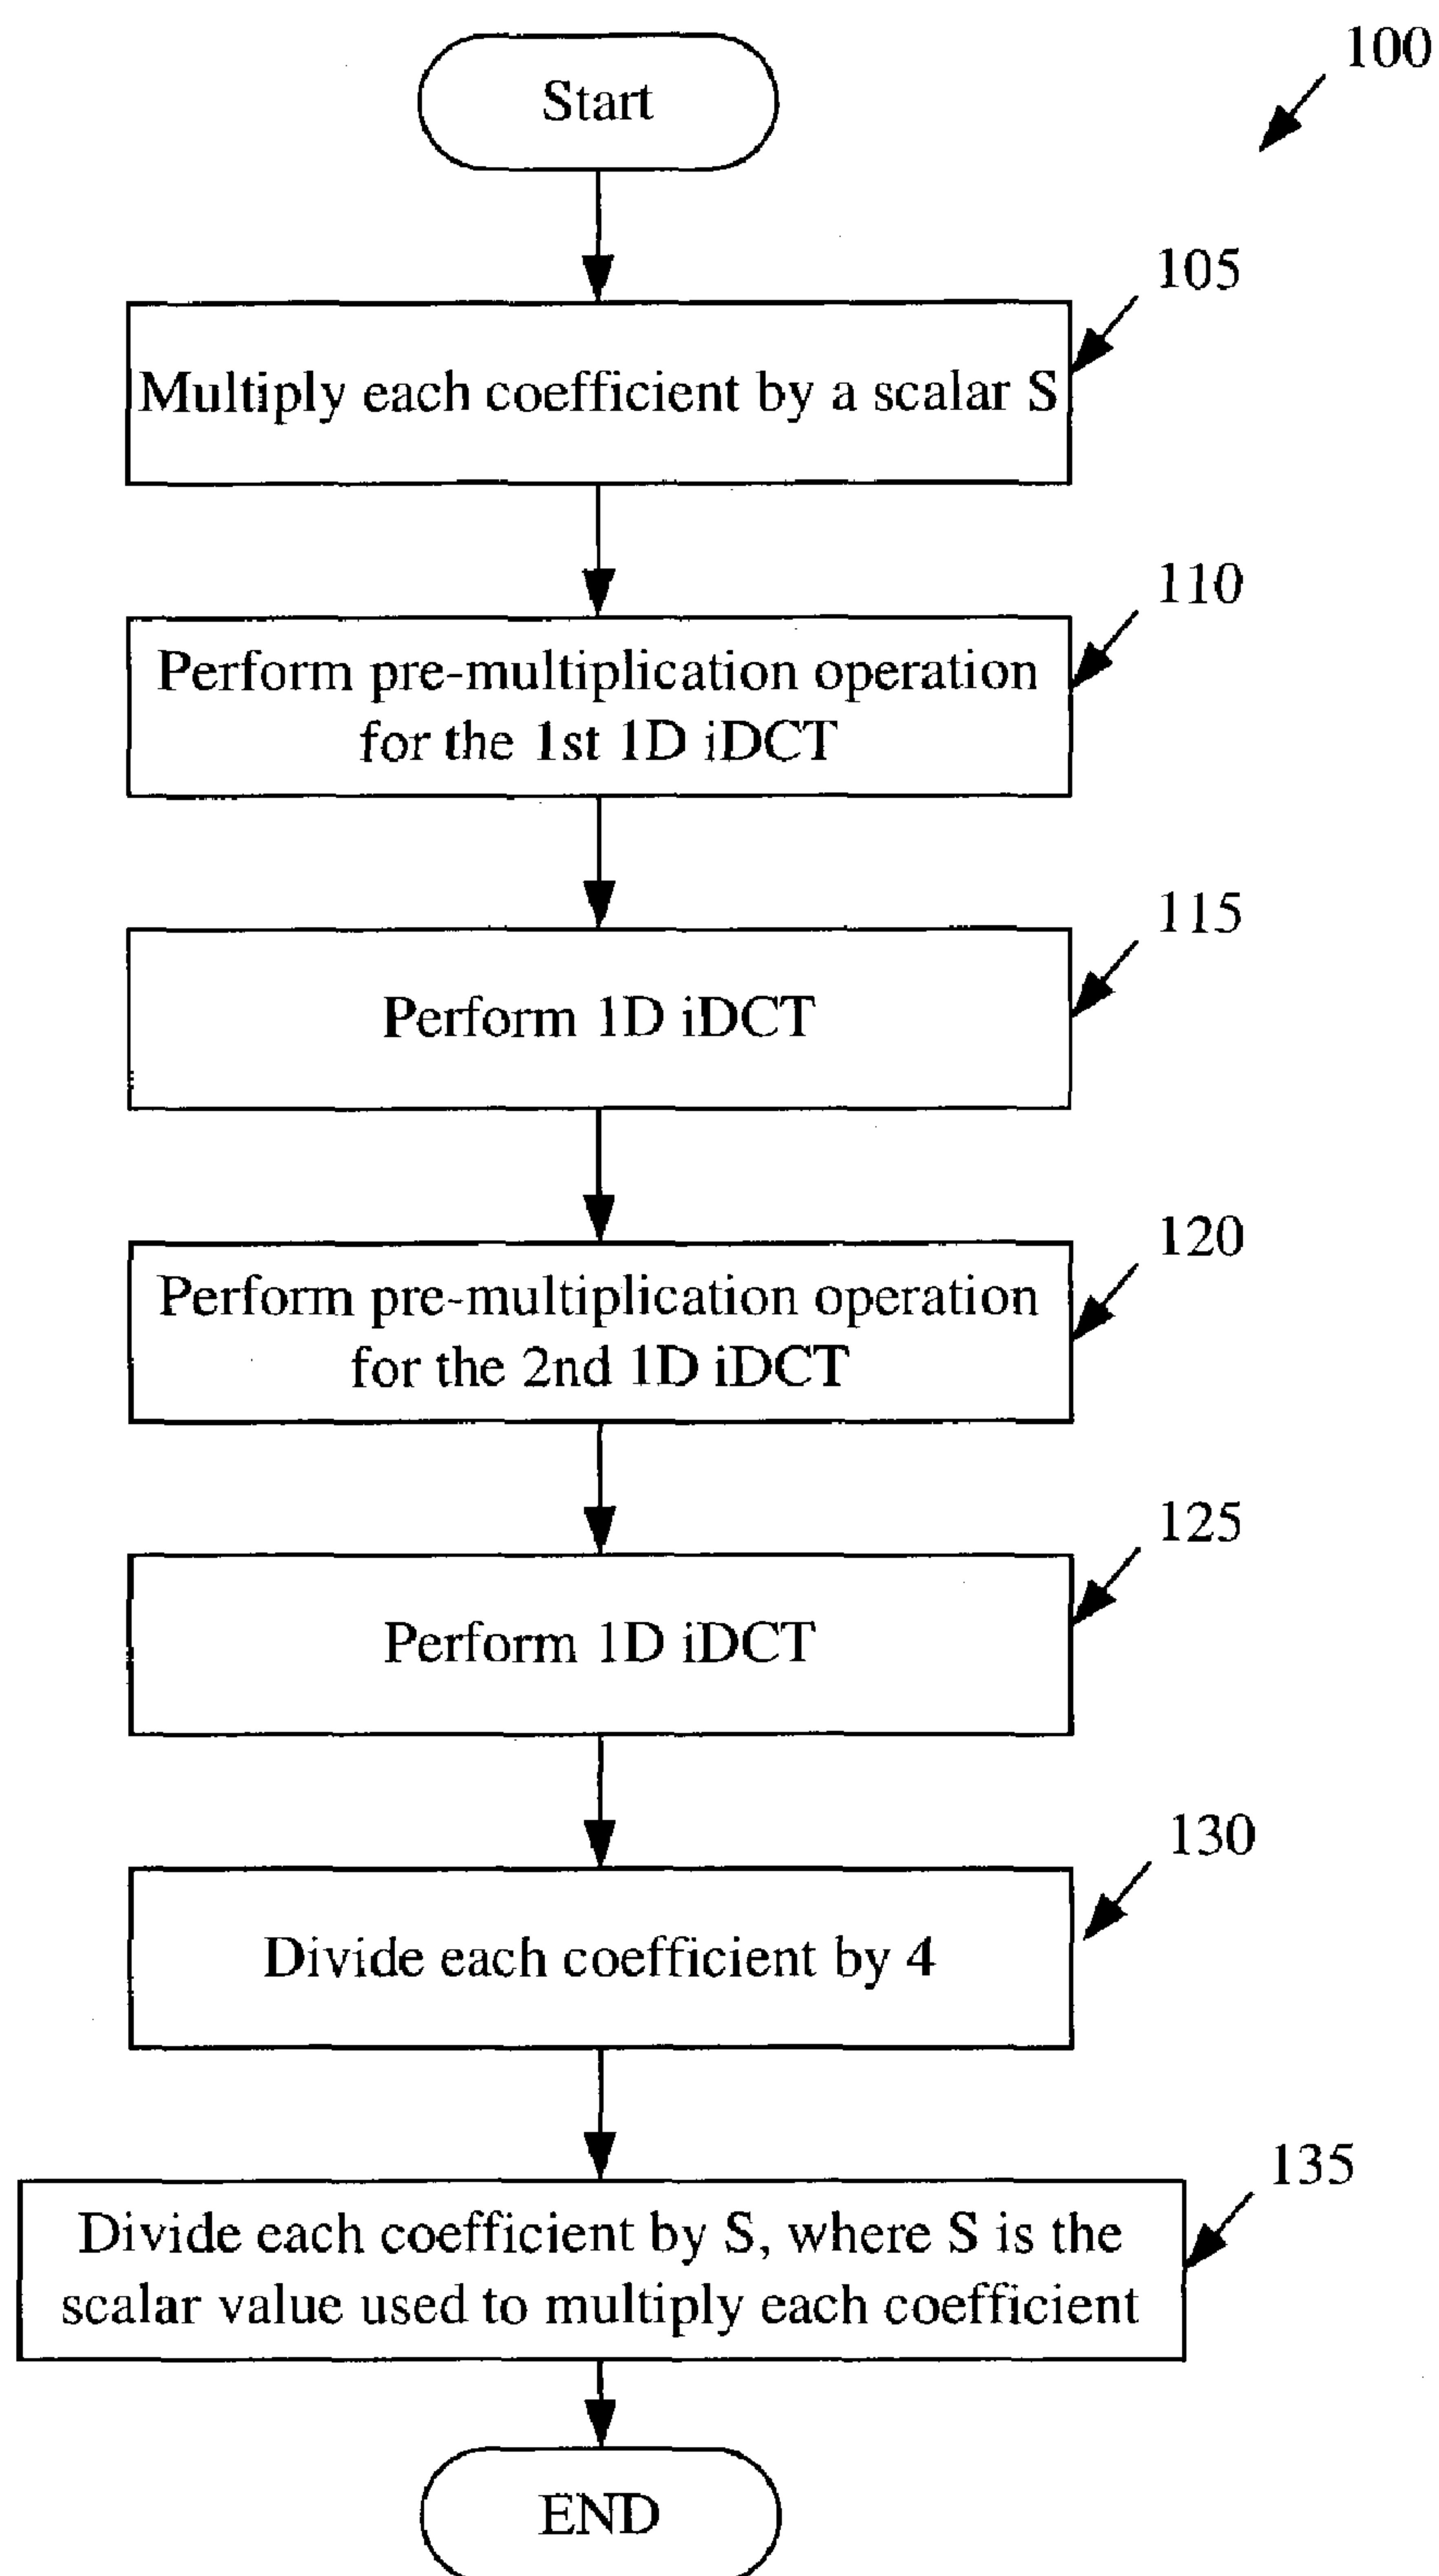 100
Start
105
Multiply each coefficient by a scalar S
110
Perform pre-multiplication operation
for the 1st 1D iDCT
115
Perform 1D iDCT
120
Perform pre-multiplication operation
for the 2nd 1D iDCT
125
Perform 1D iDCT
130
Divide each coefficient by 4
135
Divide each coefficient by S, where S is the
scalar value used to multiply each coefficient
END